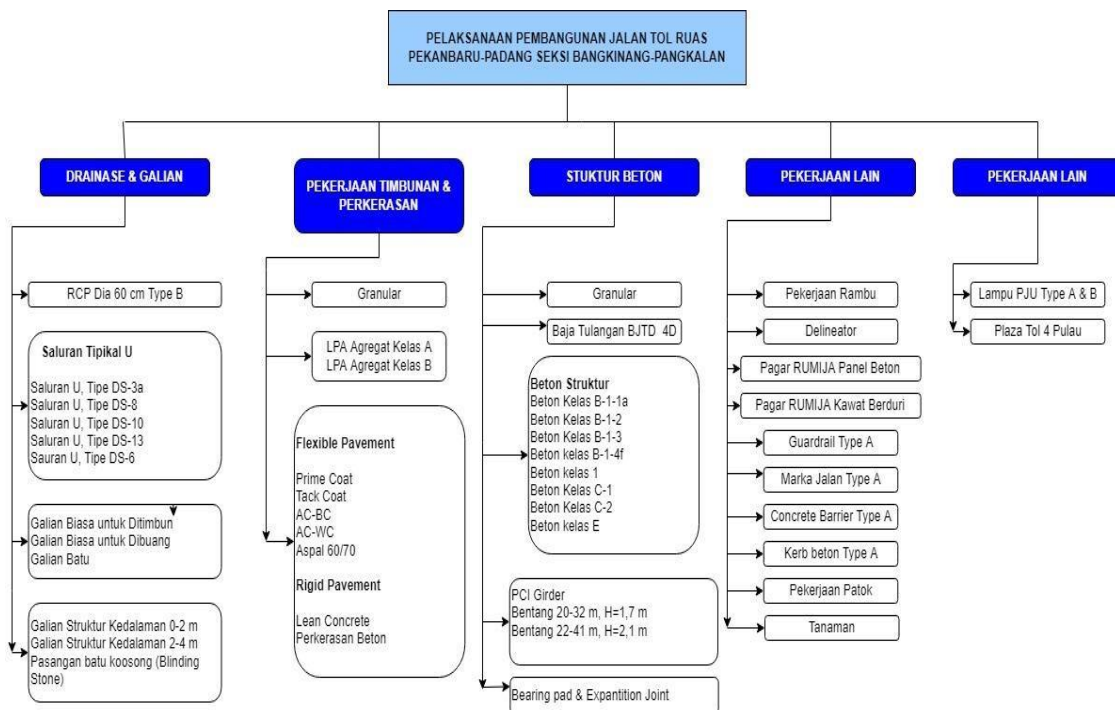 PELAKSANAAN PEMBANGUNAN JALAN TOL RUAS
PEKANBARU-PADANG SEKSI BANGKINANG-PANGKALAN
DRAINASE & GALIAN
RCP Dia 60 cm Type B
Saluran Tipikal U
Saluran U, Tipe DS-3a
Saluran U, Tipe DS-8
Saluran U, Tipe DS-10
Saluran U, Tipe DS-13
Sauran U, Tipe DS-6
Galian Biasa untuk Ditimbun
Galian Biasa untuk Dibuang
Galian Batu
Galian Struktur Kedalaman 0-2 m
Galian Struktur Kedalaman 2-4 m
Pasangan batu koosong (Blinding
Stone)
PEKERJAAN TIMBUNAN &
PERKERASAN
Granular
LPA Agregat Kelas A
LPA Agregat Kelas B
Flexible Pavement
Prime Coat
Tack Coat
AC-BC
AC-WC
Aspal 60/70
Rigid Pavement
Lean Concrete
Perkerasan Beton
STUKTUR BETON
Granular
Baja Tulangan BJTD 4D
Beton Struktur
Beton Kelas B-1-1a
Beton Kelas B-1-2
Beton Kelas B-1-3
Beton kelas B-1-4f
Beton kelas 1
Beton Kelas C-1
Beton Kelas C-2
Beton kelas E
PCI Girder
Bentang 20-32 m, H=1,7 m
Bentang 22-41 m, H=2,1 m
Bearing pad & Expantition Joint
PEKERJAAN LAIN
Pekerjaan Rambu
Delineator
Pagar RUMIJA Panel Beton
Pagar RUMIJA Kawat Berduri
Guardrail Type A
Marka Jalan Type A
Concrete Barrier Type A
Kerb beton Type A
Pekerjaan Patok
Tanaman
PEKERJAAN LAIN
Lampu PJU Type A & B
Plaza Tol 4 Pulau